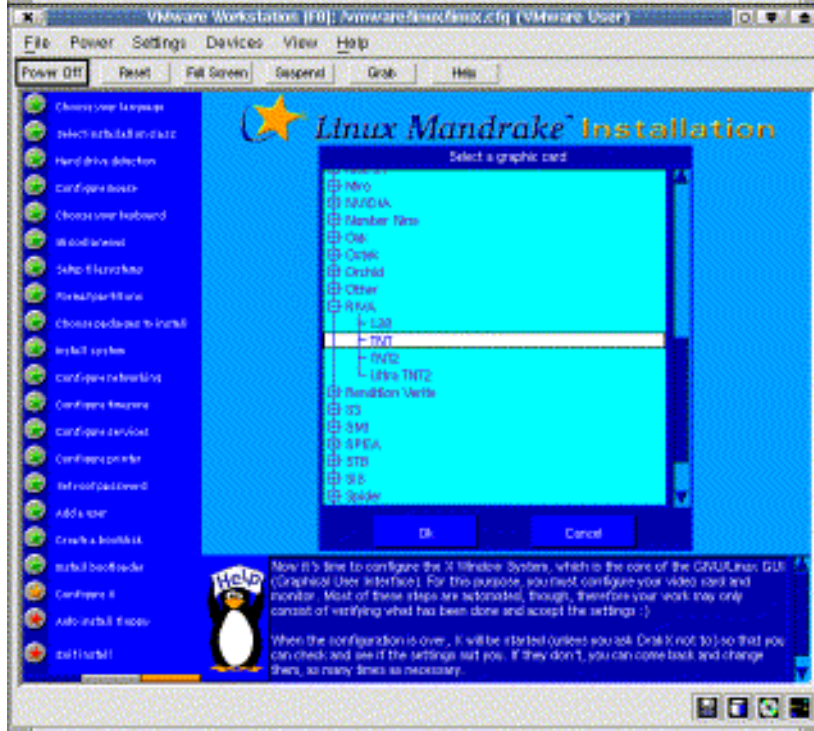 VMware Workstation [F0]: /vmware/linux/linux.cfg (VMware User)
File Power Settings Devices View Help
Power Off Reset Full Screen Suspend Grab Help
Linux Mandrake™ Installation
Choose your language
Select installation class
Hard drive detection
Configure mouse
Choose your keyboard
Miscellaneous
Setup filesystems
Format partitions
Choose packages to install
Install system
Configure networking
Configure timezone
Configure services
Configure printer
Set root password
Add a user
Create a bootdisk
Install bootloader
Configure X
Auto install floppy
Exit install
Select a graphic card
Miro
NVIDIA
Number Nine
Oak
Orchid
Other
RIVA
128
TNT
TNT2
Ultra TNT2
Rendition Verite
S3
SMI
SPEA
STB
SiS
Spider
Ok Cancel
Help
Now it's time to configure the X Window System, which is the core of the GNU/Linux GUI
(Graphical User Interface). For this purpose, you must configure your video card and
monitor. Most of these steps are automated, though, therefore your work may only
consist of verifying what has been done and accept the settings :)
When the configuration is over, X will be started (unless you ask DrakX not to) so that you
can check and see if the settings suit you. If they don't, you can come back and change
them, as many times as necessary.